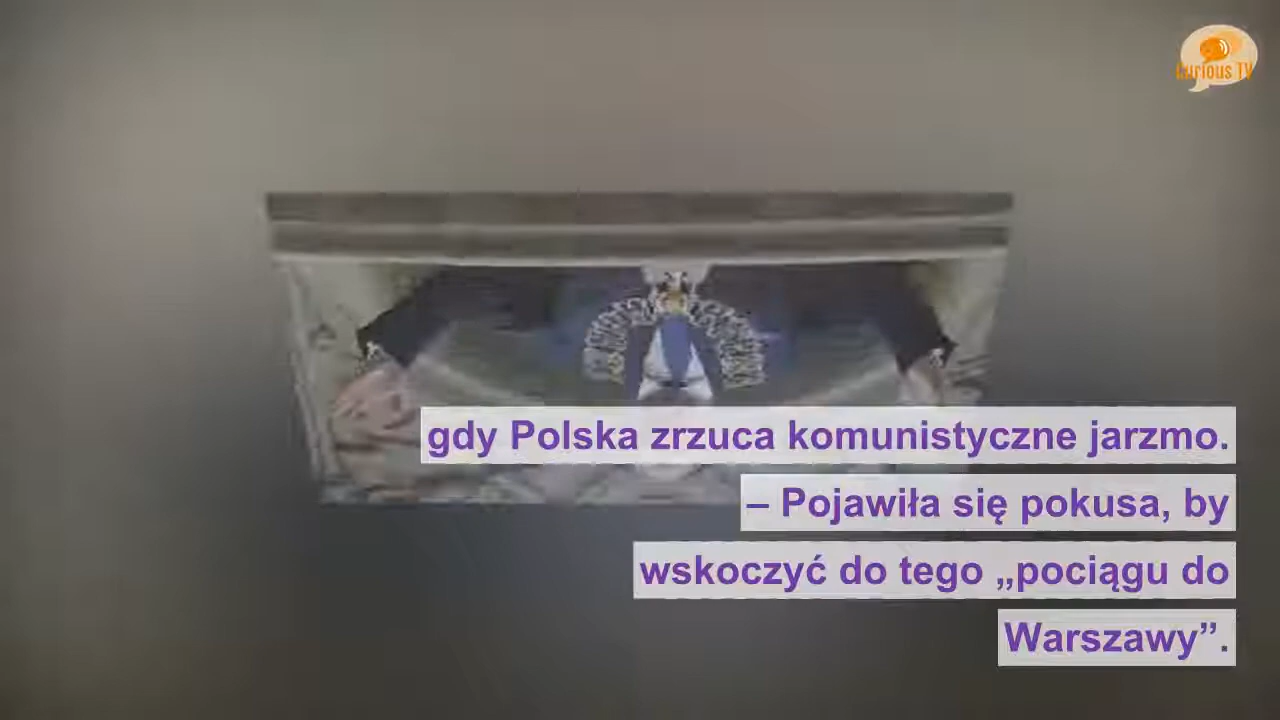 Curious TV
gdy Polska zrzuca komunistyczne jarzmo.
– Pojawiła się pokusa, by
wskoczyć do tego „pociągu do
Warszawy”.